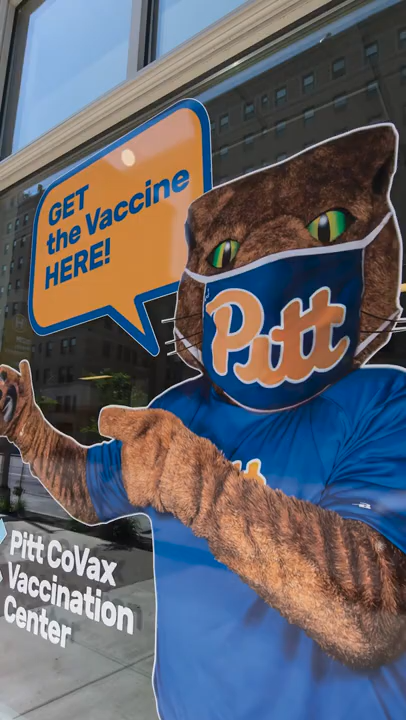 GET
the Vaccine
HERE!
Pitt
Pitt CoVax
Vaccination
Center